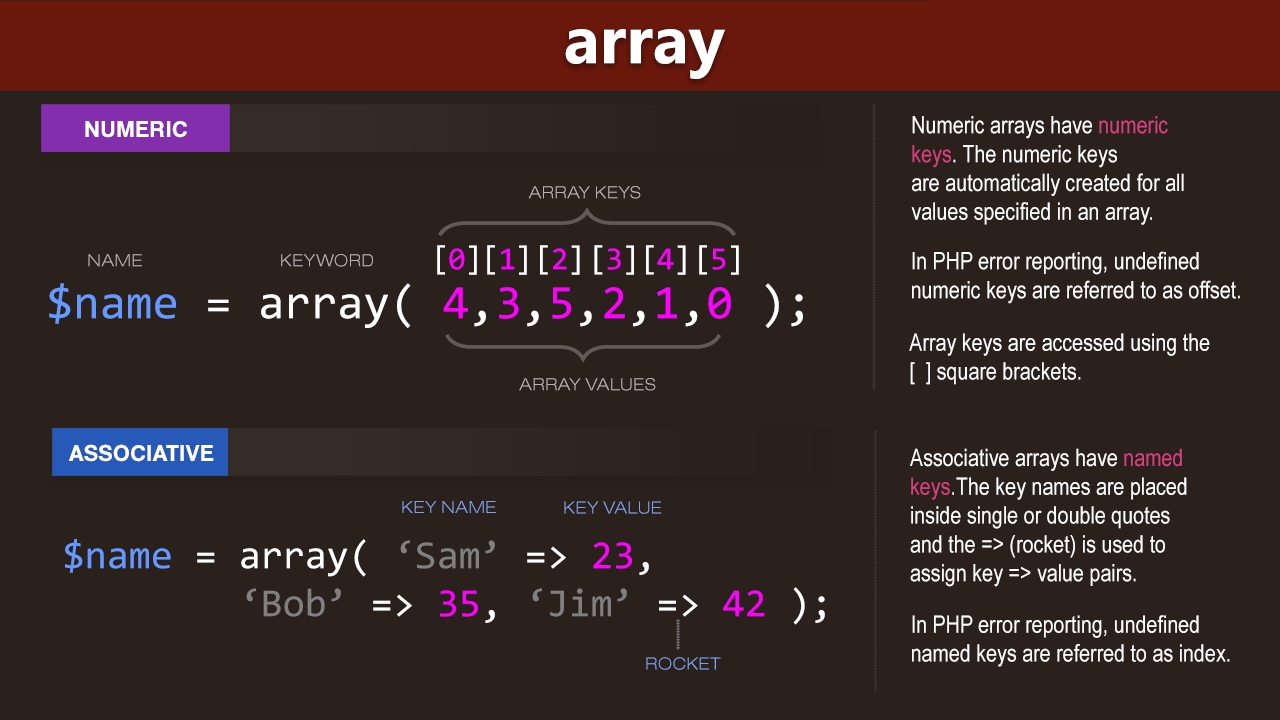 array
NUMERIC
ARRAY KEYS
[0][1][2][3][4][5]
NAME
KEYWORD
$name = array( 4,3,5,2,1,0 );
ARRAY VALUES
Numeric arrays have numeric
keys. The numeric keys
are automatically created for all
values specified in an array.
In PHP error reporting, undefined
numeric keys are referred to as offset.
Array keys are accessed using the
[ ] square brackets.
ASSOCIATIVE
KEY NAME
KEY VALUE
$name = array( ‘Sam’ => 23,
‘Bob’ => 35, ‘Jim’ => 42 );
ROCKET
Associative arrays have named
keys.The key names are placed
inside single or double quotes
and the => (rocket) is used to
assign key => value pairs.
In PHP error reporting, undefined
named keys are referred to as index.